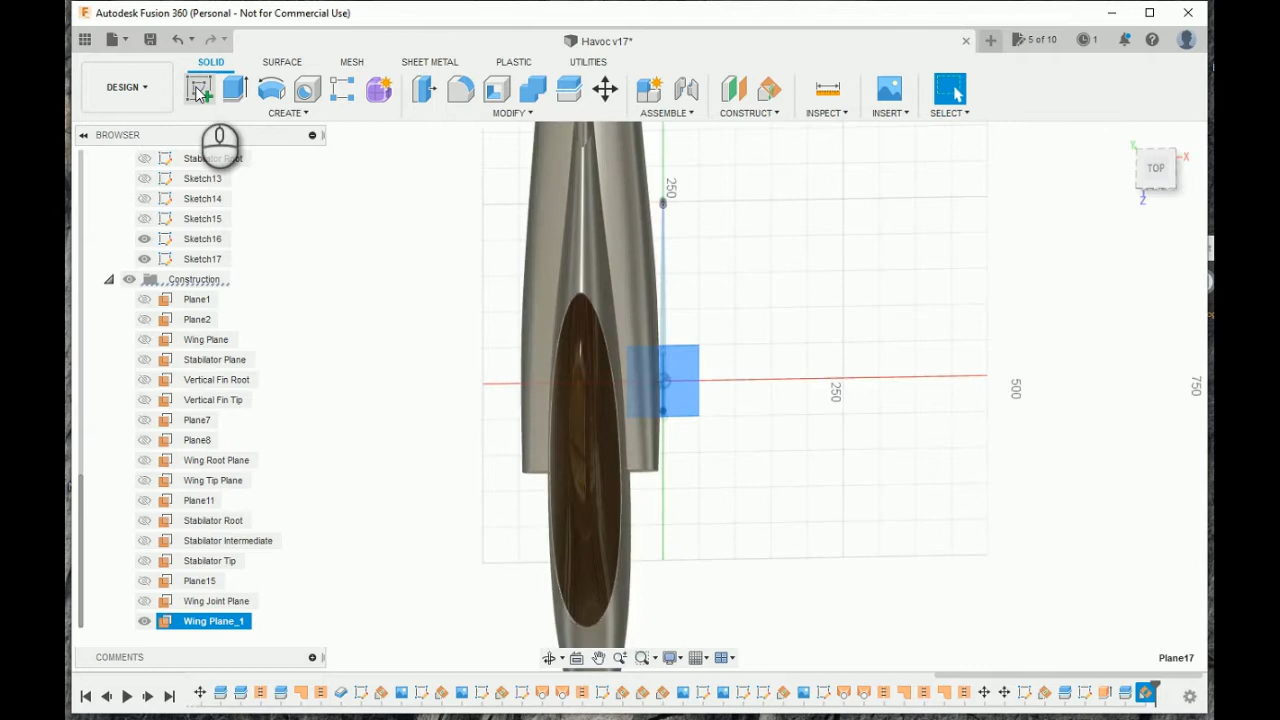 Autodesk Fusion 360 (Personal - Not for Commercial Use)
Havoc v17*
5 of 10
1
SOLID
SURFACE
MESH
SHEET METAL
PLASTIC
UTILITIES
DESIGN
CREATE
MODIFY
ASSEMBLE
CONSTRUCT
INSPECT
INSERT
SELECT
BROWSER
Stabilator Root
Sketch13
Sketch14
Sketch15
Sketch16
Sketch17
Construction
Plane1
Plane2
Wing Plane
Stabilator Plane
Vertical Fin Root
Vertical Fin Tip
Plane7
Plane8
Wing Root Plane
Wing Tip Plane
Plane11
Stabilator Root
Stabilator Intermediate
Stabilator Tip
Plane15
Wing Joint Plane
Wing Plane_1
250
250
500
750
TOP
X
Y
Z
COMMENTS
Plane17